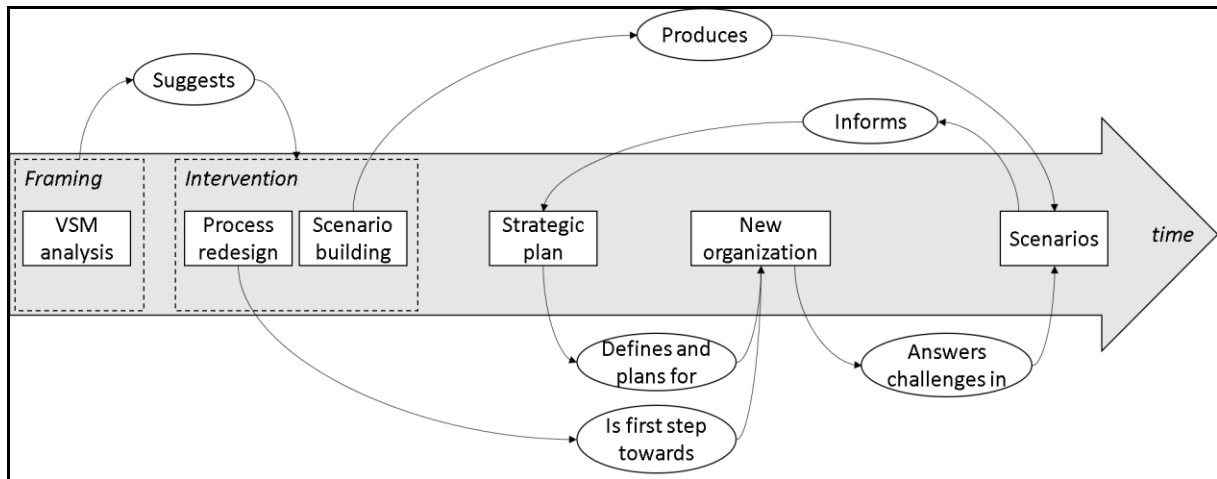 Produces
Suggests
Informs
Framing
Intervention
VSM
analysis
Process
redesign
Scenario
building
Strategic
plan
New
organization
Scenarios
time
Defines and
plans for
Answers
challenges in
Is first step
towards